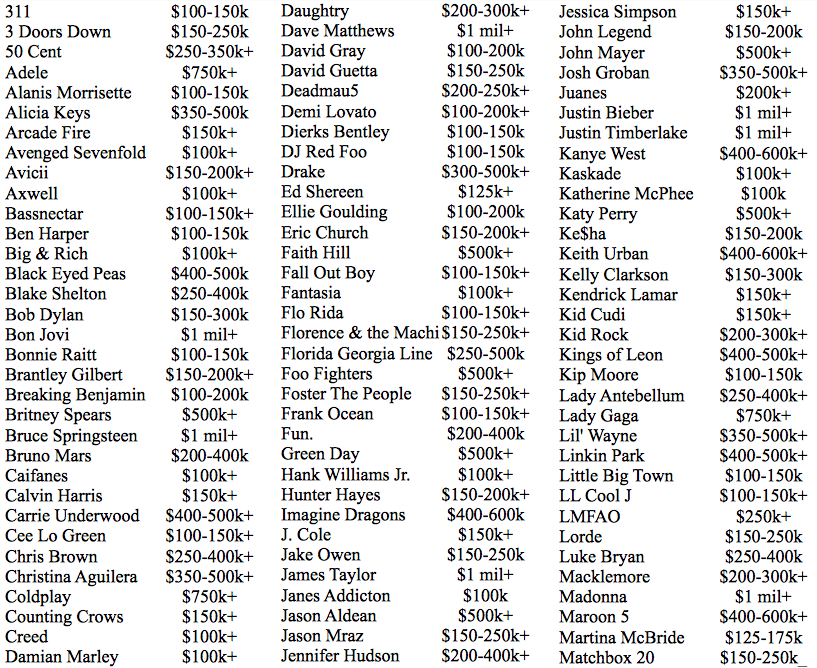 311 $100-150k
3 Doors Down $150-250k
50 Cent $250-350k+
Adele $750k+
Alanis Morrisette $100-150k
Alicia Keys $350-500k
Arcade Fire $150k+
Avenged Sevenfold $100k+
Avicii $150-200k+
Axwell $100k+
Bassnectar $100-150k+
Ben Harper $100-150k
Big & Rich $100k+
Black Eyed Peas $400-500k
Blake Shelton $250-400k
Bob Dylan $150-300k
Bon Jovi $1 mil+
Bonnie Raitt $100-150k
Brantley Gilbert $150-200k+
Breaking Benjamin $100-200k
Britney Spears $500k+
Bruce Springsteen $1 mil+
Bruno Mars $200-400k
Caifanes $100k+
Calvin Harris $150k+
Carrie Underwood $400-500k+
Cee Lo Green $100-150k+
Chris Brown $250-400k+
Christina Aguilera $350-500k+
Coldplay $750k+
Counting Crows $150k+
Creed $100k+
Damian Marley $100k+
Daughtry $200-300k+
Dave Matthews $1 mil+
David Gray $100-200k
David Guetta $150-250k
Deadmau5 $200-250k+
Demi Lovato $100-200k+
Dierks Bentley $100-150k
DJ Red Foo $100-150k
Drake $300-500k+
Ed Shereen $125k+
Ellie Goulding $100-200k
Eric Church $150-200k+
Faith Hill $500k+
Fall Out Boy $100-150k+
Fantasia $100k+
Flo Rida $100-150k+
Florence & the Machi $150-250k+
Florida Georgia Line $250-500k
Foo Fighters $500k+
Foster The People $150-250k+
Frank Ocean $100-150k+
Fun. $200-400k
Green Day $500k+
Hank Williams Jr. $100k+
Hunter Hayes $150-200k+
Imagine Dragons $400-600k
J. Cole $150k+
Jake Owen $150-250k
James Taylor $1 mil+
Janes Addicton $100k
Jason Aldean $500k+
Jason Mraz $150-250k+
Jennifer Hudson $200-400k+
Jessica Simpson $150k+
John Legend $150-200k
John Mayer $500k+
Josh Groban $350-500k+
Juanes $200k+
Justin Bieber $1 mil+
Justin Timberlake $1 mil+
Kanye West $400-600k+
Kaskade $100k+
Katherine McPhee $100k
Katy Perry $500k+
Ke$ha $150-200k
Keith Urban $400-600k+
Kelly Clarkson $150-300k
Kendrick Lamar $150k+
Kid Cudi $150k+
Kid Rock $200-300k+
Kings of Leon $400-500k+
Kip Moore $100-150k
Lady Antebellum $250-400k+
Lady Gaga $750k+
Lil' Wayne $350-500k+
Linkin Park $400-500k+
Little Big Town $100-150k
LL Cool J $100-150k+
LMFAO $250k+
Lorde $150-250k
Luke Bryan $250-400k
Macklemore $200-300k+
Madonna $1 mil+
Maroon 5 $400-600k+
Martina McBride $125-175k
Matchbox 20 $150-250k